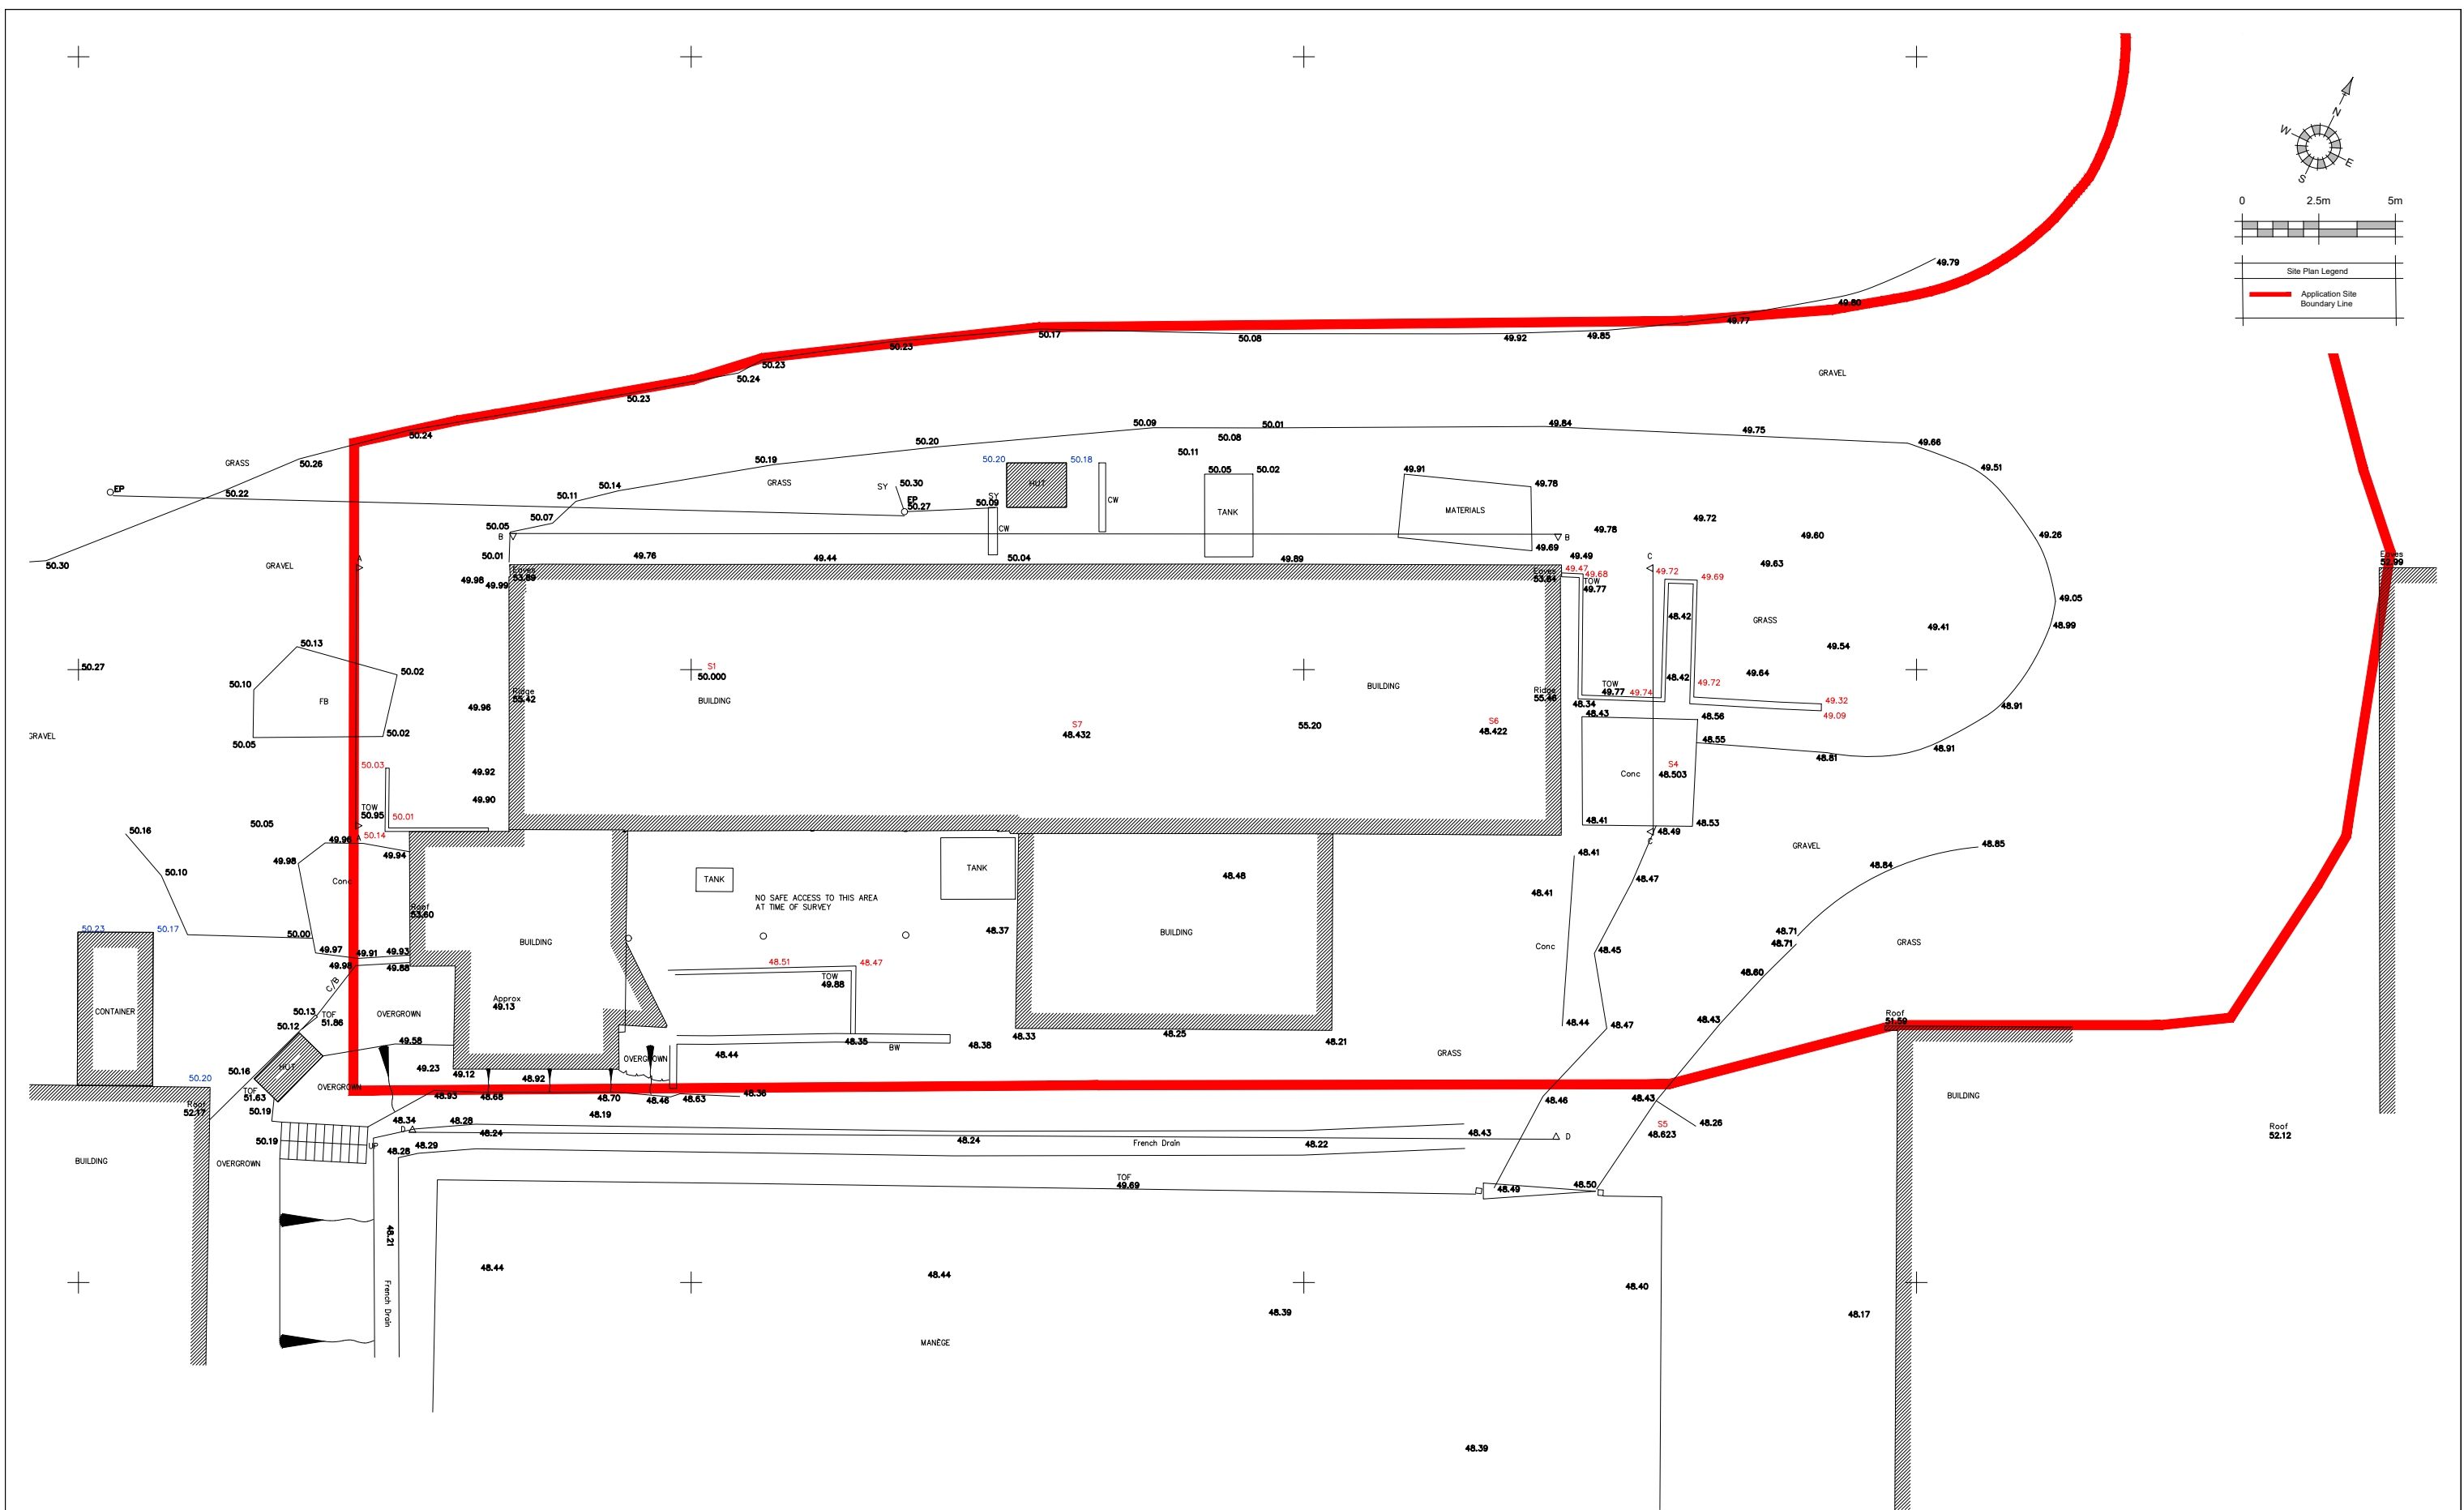 N
W
E
S
0 2.5m 5m
Site Plan Legend
Application Site
Boundary Line
49.79
49.80
49.77
50.17
50.08
49.92
49.85
50.23
50.23
50.24
50.23
GRAVEL
50.24
50.09
50.01
49.84
49.75
49.66
50.08
50.20
50.11
GRASS
50.26
50.19
50.20
50.18
50.05
50.02
49.91
49.51
GRASS
SY
50.30
HUT
EP
50.22
50.14
50.11
EP
50.27
SY
50.09
CW
TANK
MATERIALS
49.78
50.07
50.05
B
CW
49.78
49.72
49.60
49.26
B
50.30
GRAVEL
A
50.01
49.76
49.44
50.04
49.89
49.69
49.49
C
49.63
Eaves
52.99
Eaves
53.89
49.98
49.99
Eaves
53.64
49.47
49.68
TOW
49.77
49.72
49.69
49.05
48.42
GRASS
49.41
48.99
50.13
49.54
50.27
50.02
S1
50.000
48.42
49.64
50.10
FB
Ridge
55.42
BUILDING
BUILDING
Ridge
55.46
TOW
49.77
49.74
49.72
49.32
49.09
49.96
48.34
48.43
48.56
48.91
S7
48.432
55.20
S6
48.422
GRAVEL
50.05
50.02
48.55
48.91
48.81
50.03
49.92
Conc
S4
48.503
49.90
TOW
50.95
50.01
50.05
50.16
A
50.14
49.96
48.41
48.53
48.49
C
49.94
49.98
48.41
GRAVEL
48.85
48.84
50.10
Conc
TANK
TANK
48.48
48.47
NO SAFE ACCESS TO THIS AREA
AT TIME OF SURVEY
48.41
Roof
53.60
50.23
50.17
50.00
48.37
BUILDING
48.71
48.71
BUILDING
GRASS
49.97
49.91
49.93
Conc
48.45
49.98
49.88
48.51
48.47
48.60
C/B
TOW
49.88
Approx
49.13
CONTAINER
50.13
TOF
51.86
OVERGROWN
50.12
48.44
48.47
48.43
Roof
51.59
49.58
48.35
BW
48.38
48.33
48.25
48.21
GRASS
OVERGROWN
48.44
50.16
HUT
49.23
49.12
48.92
50.20
TOF
51.63
OVERGROWN
48.93
48.68
48.70
48.46
48.63
48.36
48.46
48.43
BUILDING
Roof
52.17
50.19
48.34
48.28
48.19
48.26
S5
48.623
Roof
52.12
D
48.24
48.29
48.24
French Drain
48.22
48.43
D
50.19
UP
48.28
BUILDING
OVERGROWN
TOF
49.69
48.49
48.50
48.21
French Drain
48.44
48.44
48.40
48.39
48.17
MANÈGE
48.39